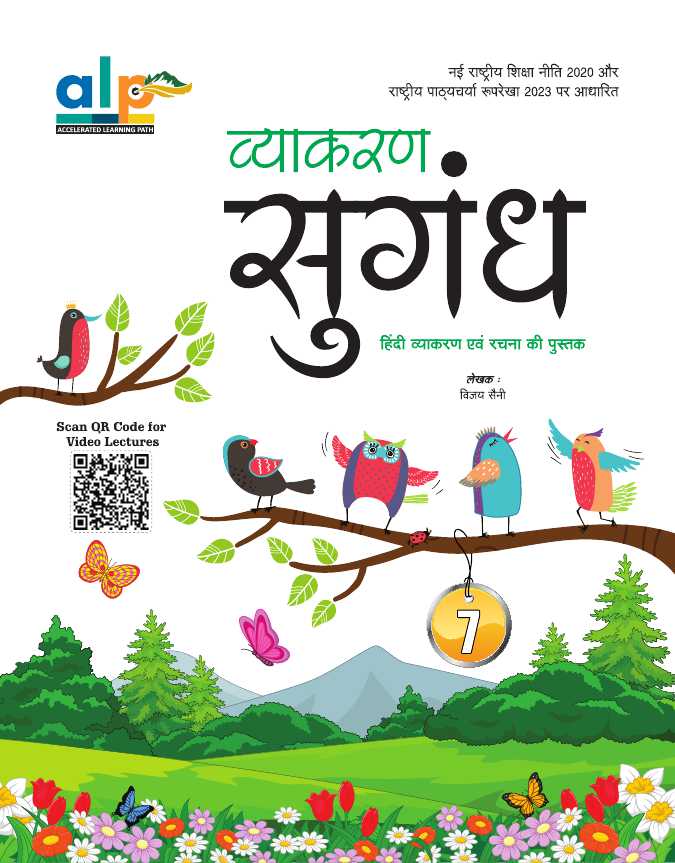 alp
ACCELERATED LEARNING PATH
नई राष्ट्रीय शिक्षा नीति 2020 और
राष्ट्रीय पाठ्यचर्या रूपरेखा 2023 पर आधारित
व्याकरण
सुगंध
हिंदी व्याकरण एवं रचना की पुस्तक
लेखक :
विजय सैनी
Scan QR Code for
Video Lectures
7